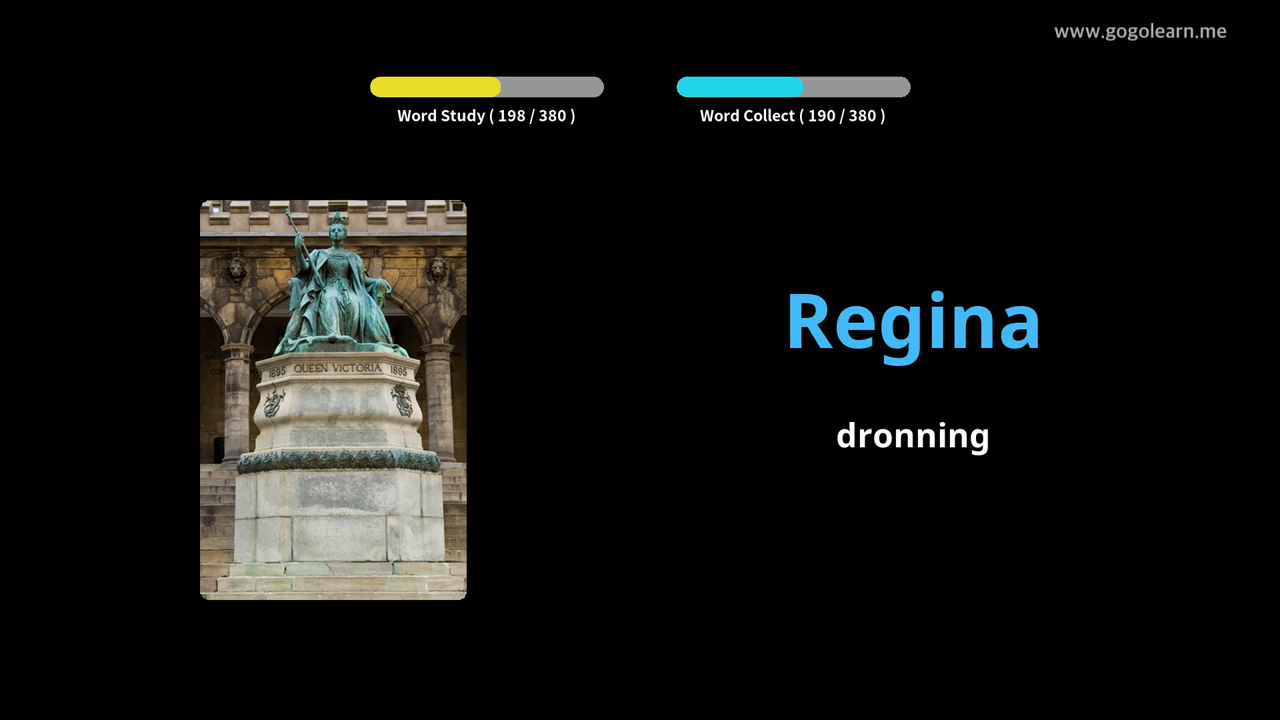 www.gogolearn.me
Word Study ( 198 / 380 )
Word Collect ( 190 / 380 )
1895 QUEEN VICTORIA 1895
Regina
dronning